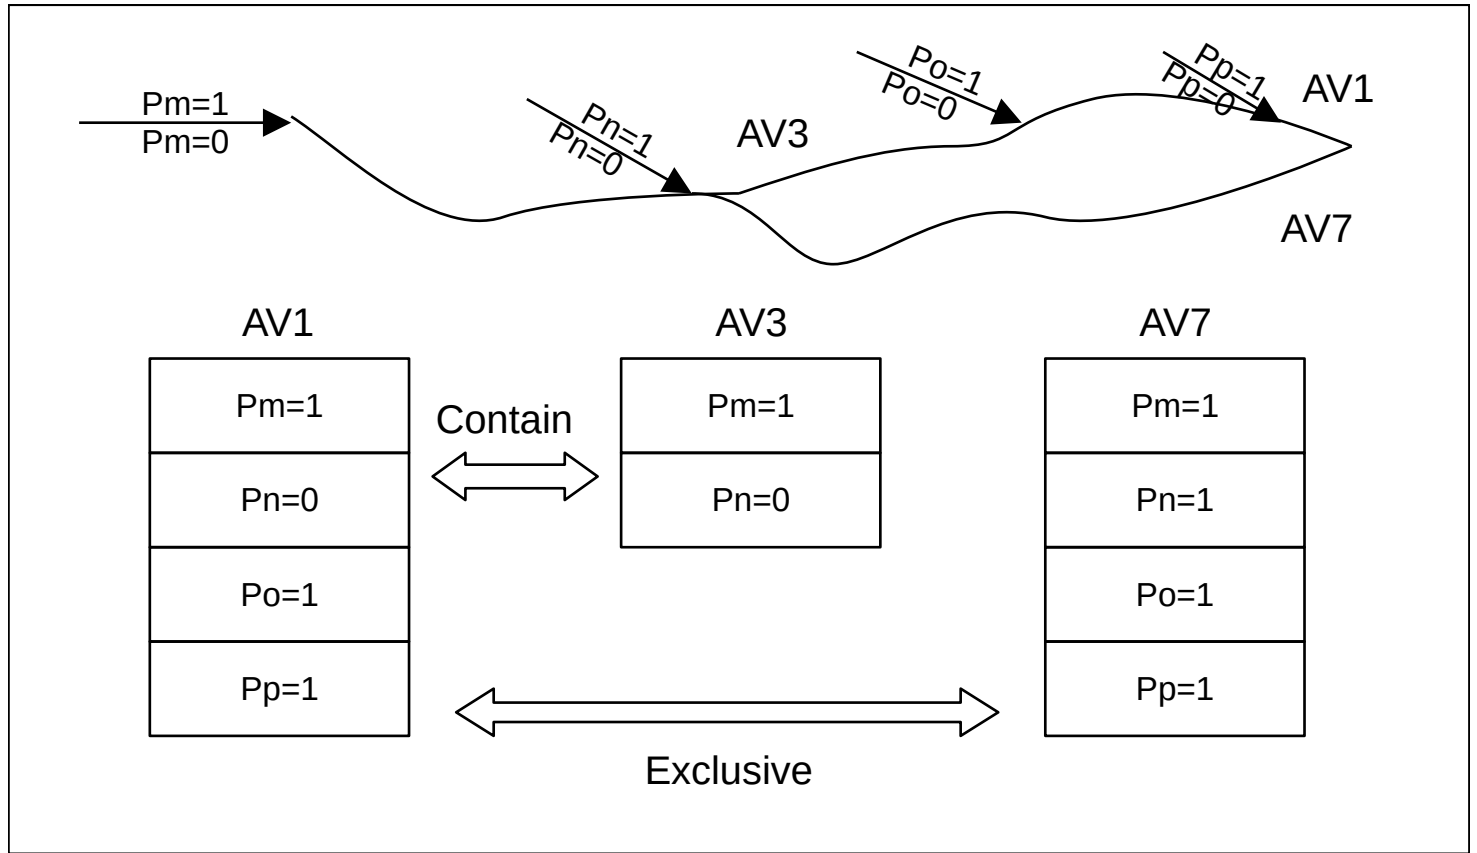 Pm=1
Pm=0
Pn=1
Pn=0
AV3
Po=1
Po=0
Pp=1
Pp=0
AV1
AV7
AV1
AV3
AV7
Pm=1
Pn=0
Po=1
Pp=1
Contain
Pm=1
Pn=0
Pm=1
Pn=1
Po=1
Pp=1
Exclusive